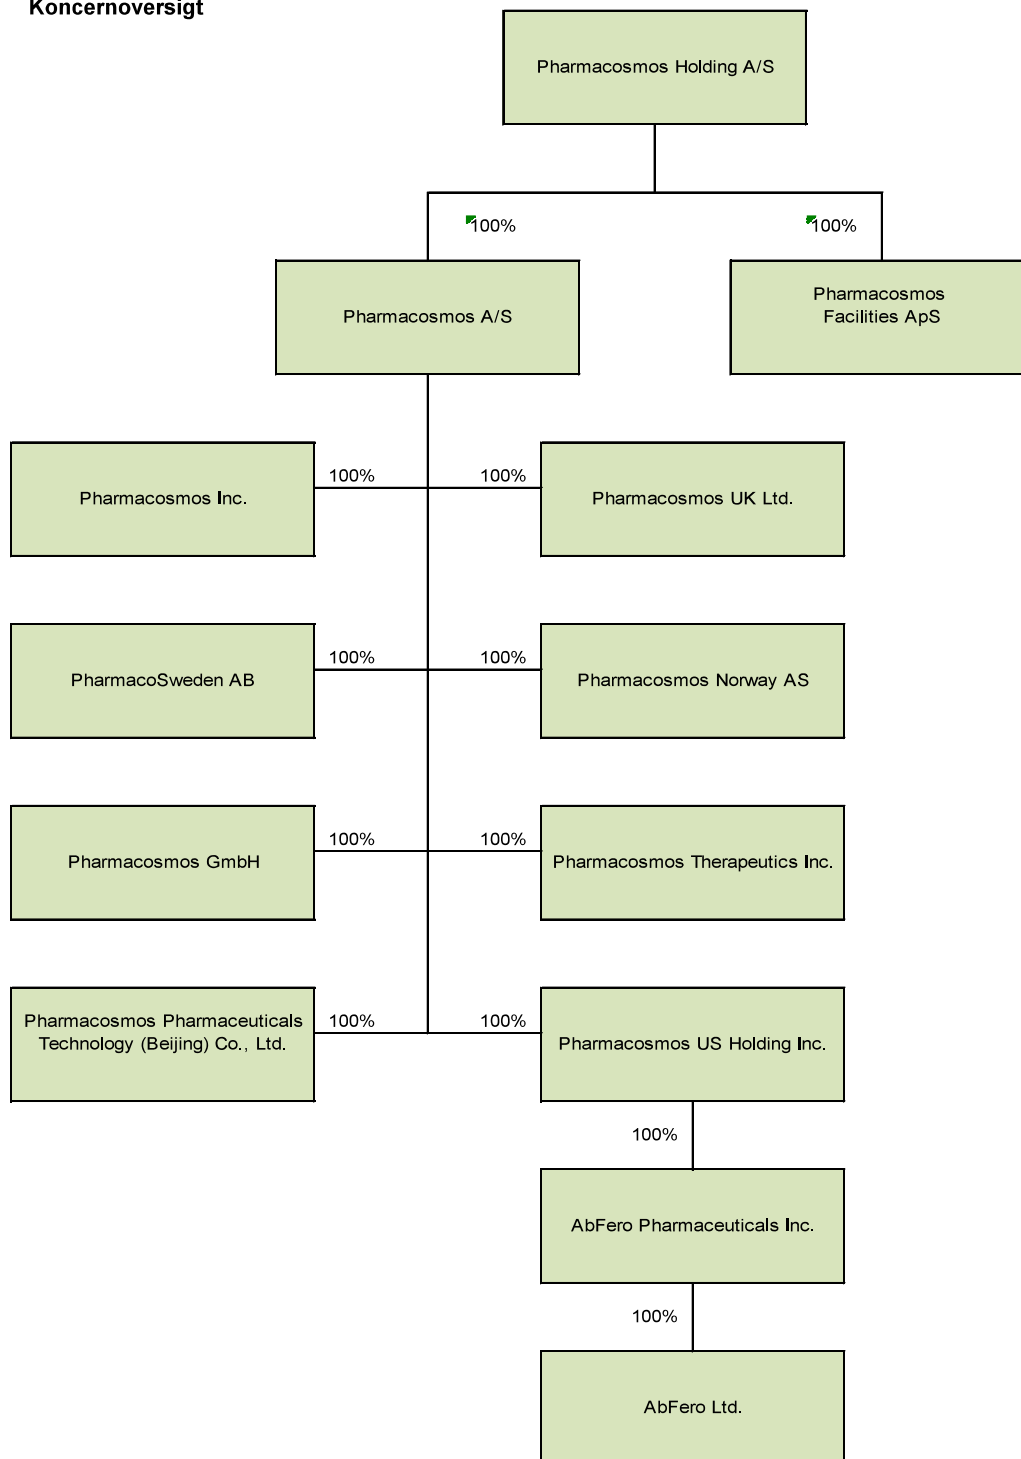 Koncernoversigt
Pharmacosmos Holding A/S
100%
100%
Pharmacosmos A/S
Pharmacosmos
Facilities ApS
Pharmacosmos Inc.
100%
100%
Pharmacosmos UK Ltd.
PharmacoSweden AB
100%
100%
Pharmacosmos Norway AS
Pharmacosmos GmbH
100%
100%
Pharmacosmos Therapeutics Inc.
Pharmacosmos Pharmaceuticals
Technology (Beijing) Co., Ltd.
100%
100%
Pharmacosmos US Holding Inc.
100%
AbFero Pharmaceuticals Inc.
100%
AbFero Ltd.